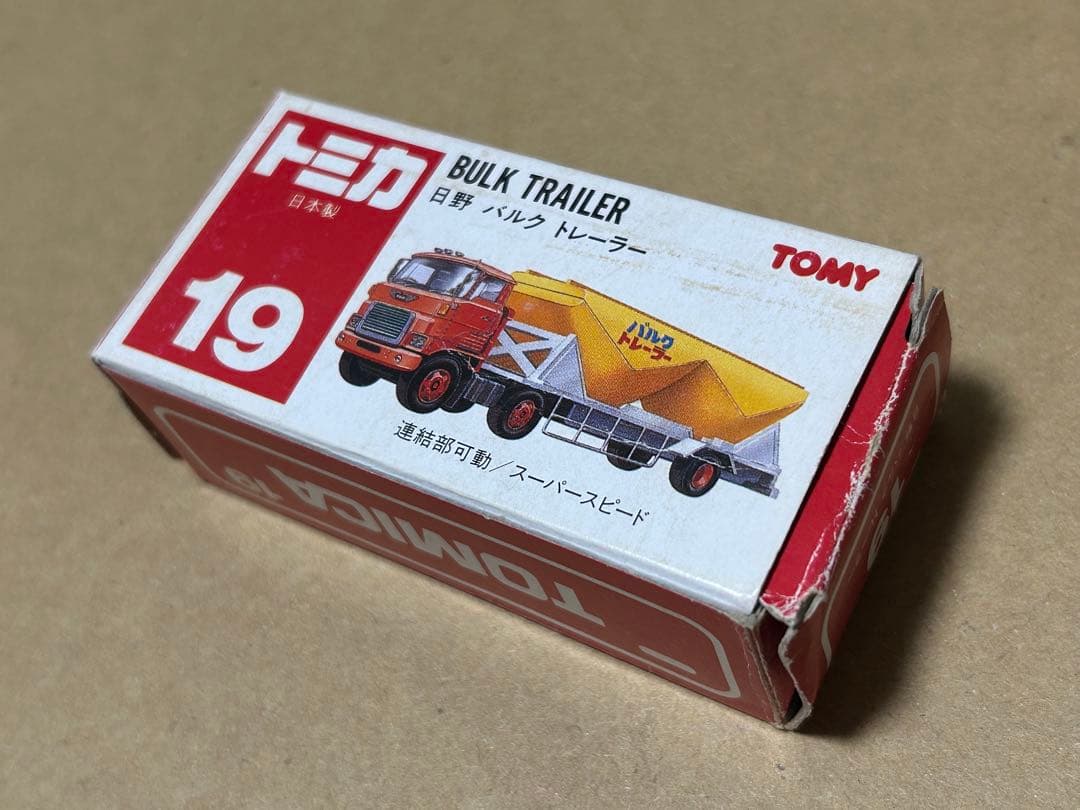 トミカ
日本製
19
BULK TRAILER
日野 バルク トレーラー
TOMY
バルク
トレーラー
連結部可動/スーパースピード
TOMICA 19